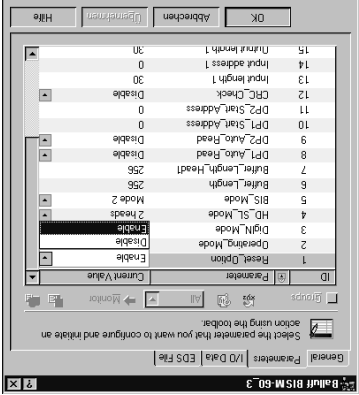 Balluff BISM-60_3
General Parameters I/O Data EDS File
Select the parameter that you want to configure and initiate an
action using the toolbar.
Groups All Monitor
ID Parameter Current Value
1 Reset_Option Enable
2 Operating_Mode Disable
3 DigIN_Mode Enable
4 HD_SL_Mode 2 heads
5 BIS_Mode Mode 2
6 Buffer_Length 256
7 Buffer_Length_Head1 256
8 DP1_Auto_Read Disable
9 DP2_Auto_Read Disable
10 DP1_Start_Address 0
11 DP2_Start_Address 0
12 CRC_Check Disable
13 Input length 1 30
14 Input address 1 0
15 Output length 1 30
OK Abbrechen Übernehmen Hilfe